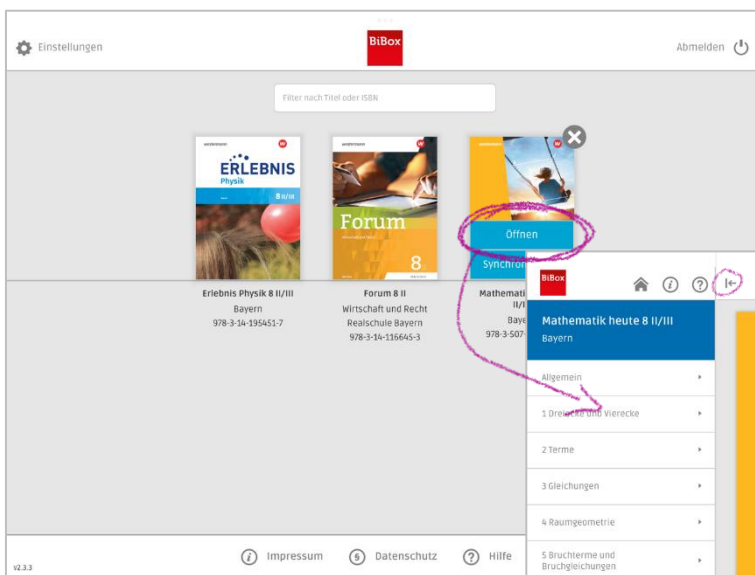 Einstellungen
BiBox
Abmelden
Filter nach Titel oder ISBN
westermann
ERLEBNIS
Physik
8 II/III
westermann
Forum
8
Öffnen
Synchron
Erlebnis Physik 8 II/III
Bayern
978-3-14-195451-7
Forum 8 II
Wirtschaft und Recht
Realschule Bayern
978-3-14-116645-3
Mathemati
II/I
Baye
978-3-507-
BiBox
Mathematik heute 8 II/III
Bayern
Allgemein
1 Dreiecke und Vierecke
2 Terme
3 Gleichungen
4 Raumgeometrie
5 Bruchterme und
Bruchgleichungen
v2.3.3
Impressum
Datenschutz
Hilfe